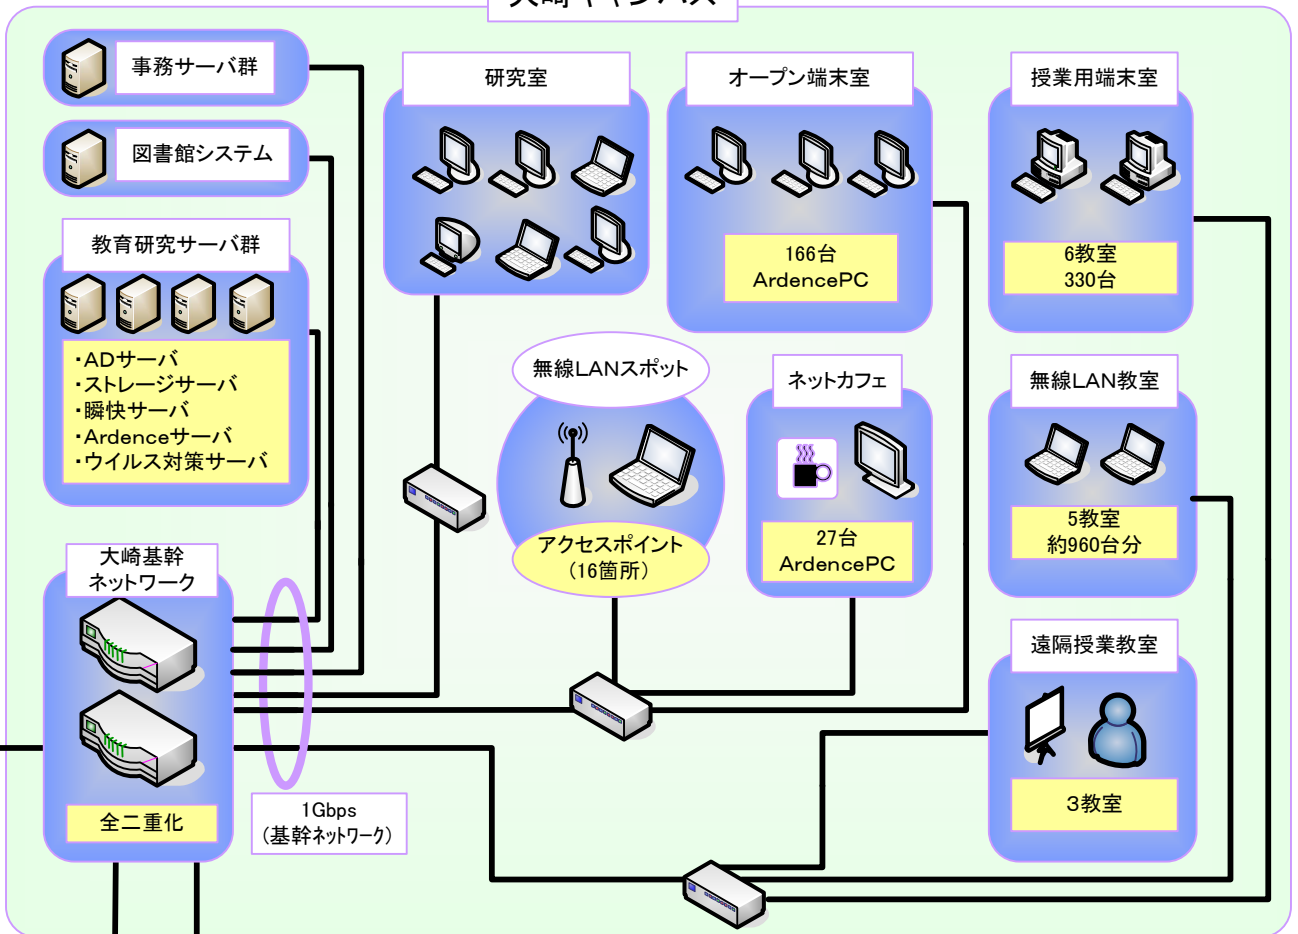 大崎キャンパス
事務サーバ群
図書館システム
教育研究サーバ群
・ADサーバ
・ストレージサーバ
・瞬快サーバ
・Ardenceサーバ
・ウイルス対策サーバ
大崎基幹
ネットワーク
全二重化
1Gbps
(基幹ネットワーク)
研究室
オープン端末室
166台
ArdencePC
授業用端末室
6教室
330台
無線LANスポット
アクセスポイント
(16箇所)
ネットカフェ
27台
ArdencePC
無線LAN教室
5教室
約960台分
遠隔授業教室
3教室